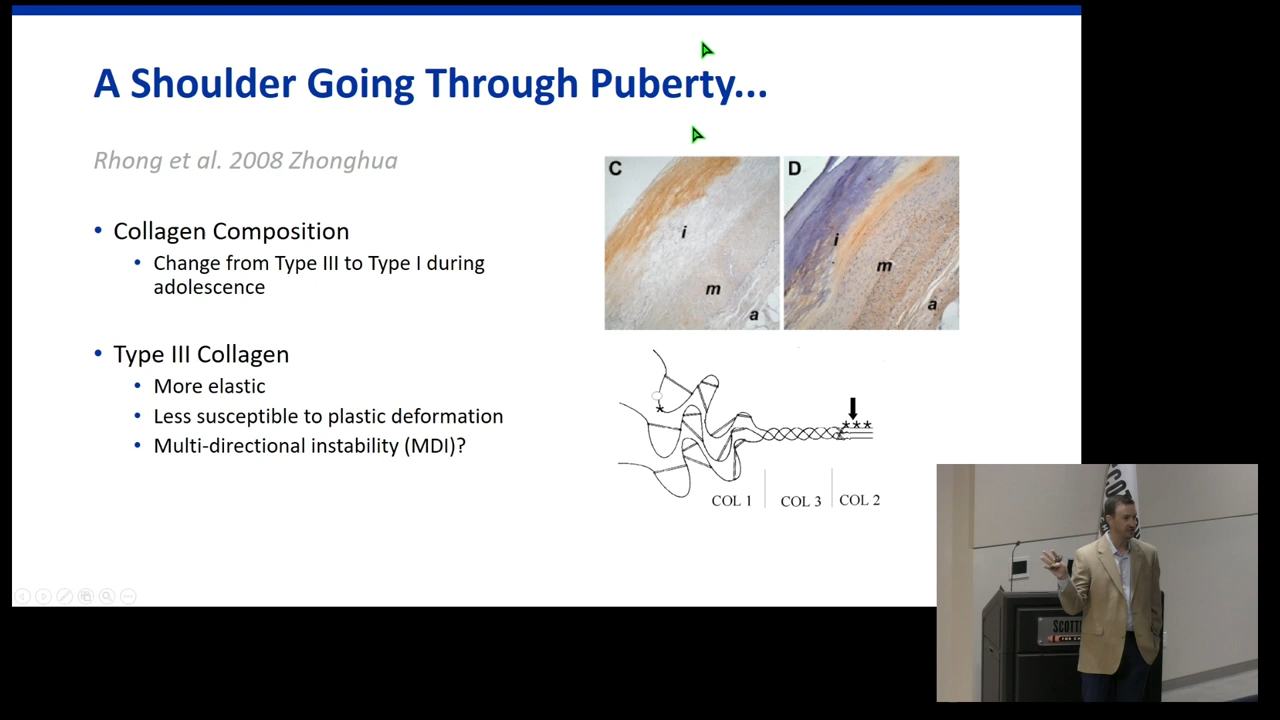 A Shoulder Going Through Puberty...
Rhong et al. 2008 Zhonghua
• Collagen Composition
• Change from Type III to Type I during
adolescence
• Type III Collagen
• More elastic
• Less susceptible to plastic deformation
• Multi-directional instability (MDI)?
C
i
m
a
D
i
m
a
COL 1
COL 3
COL 2